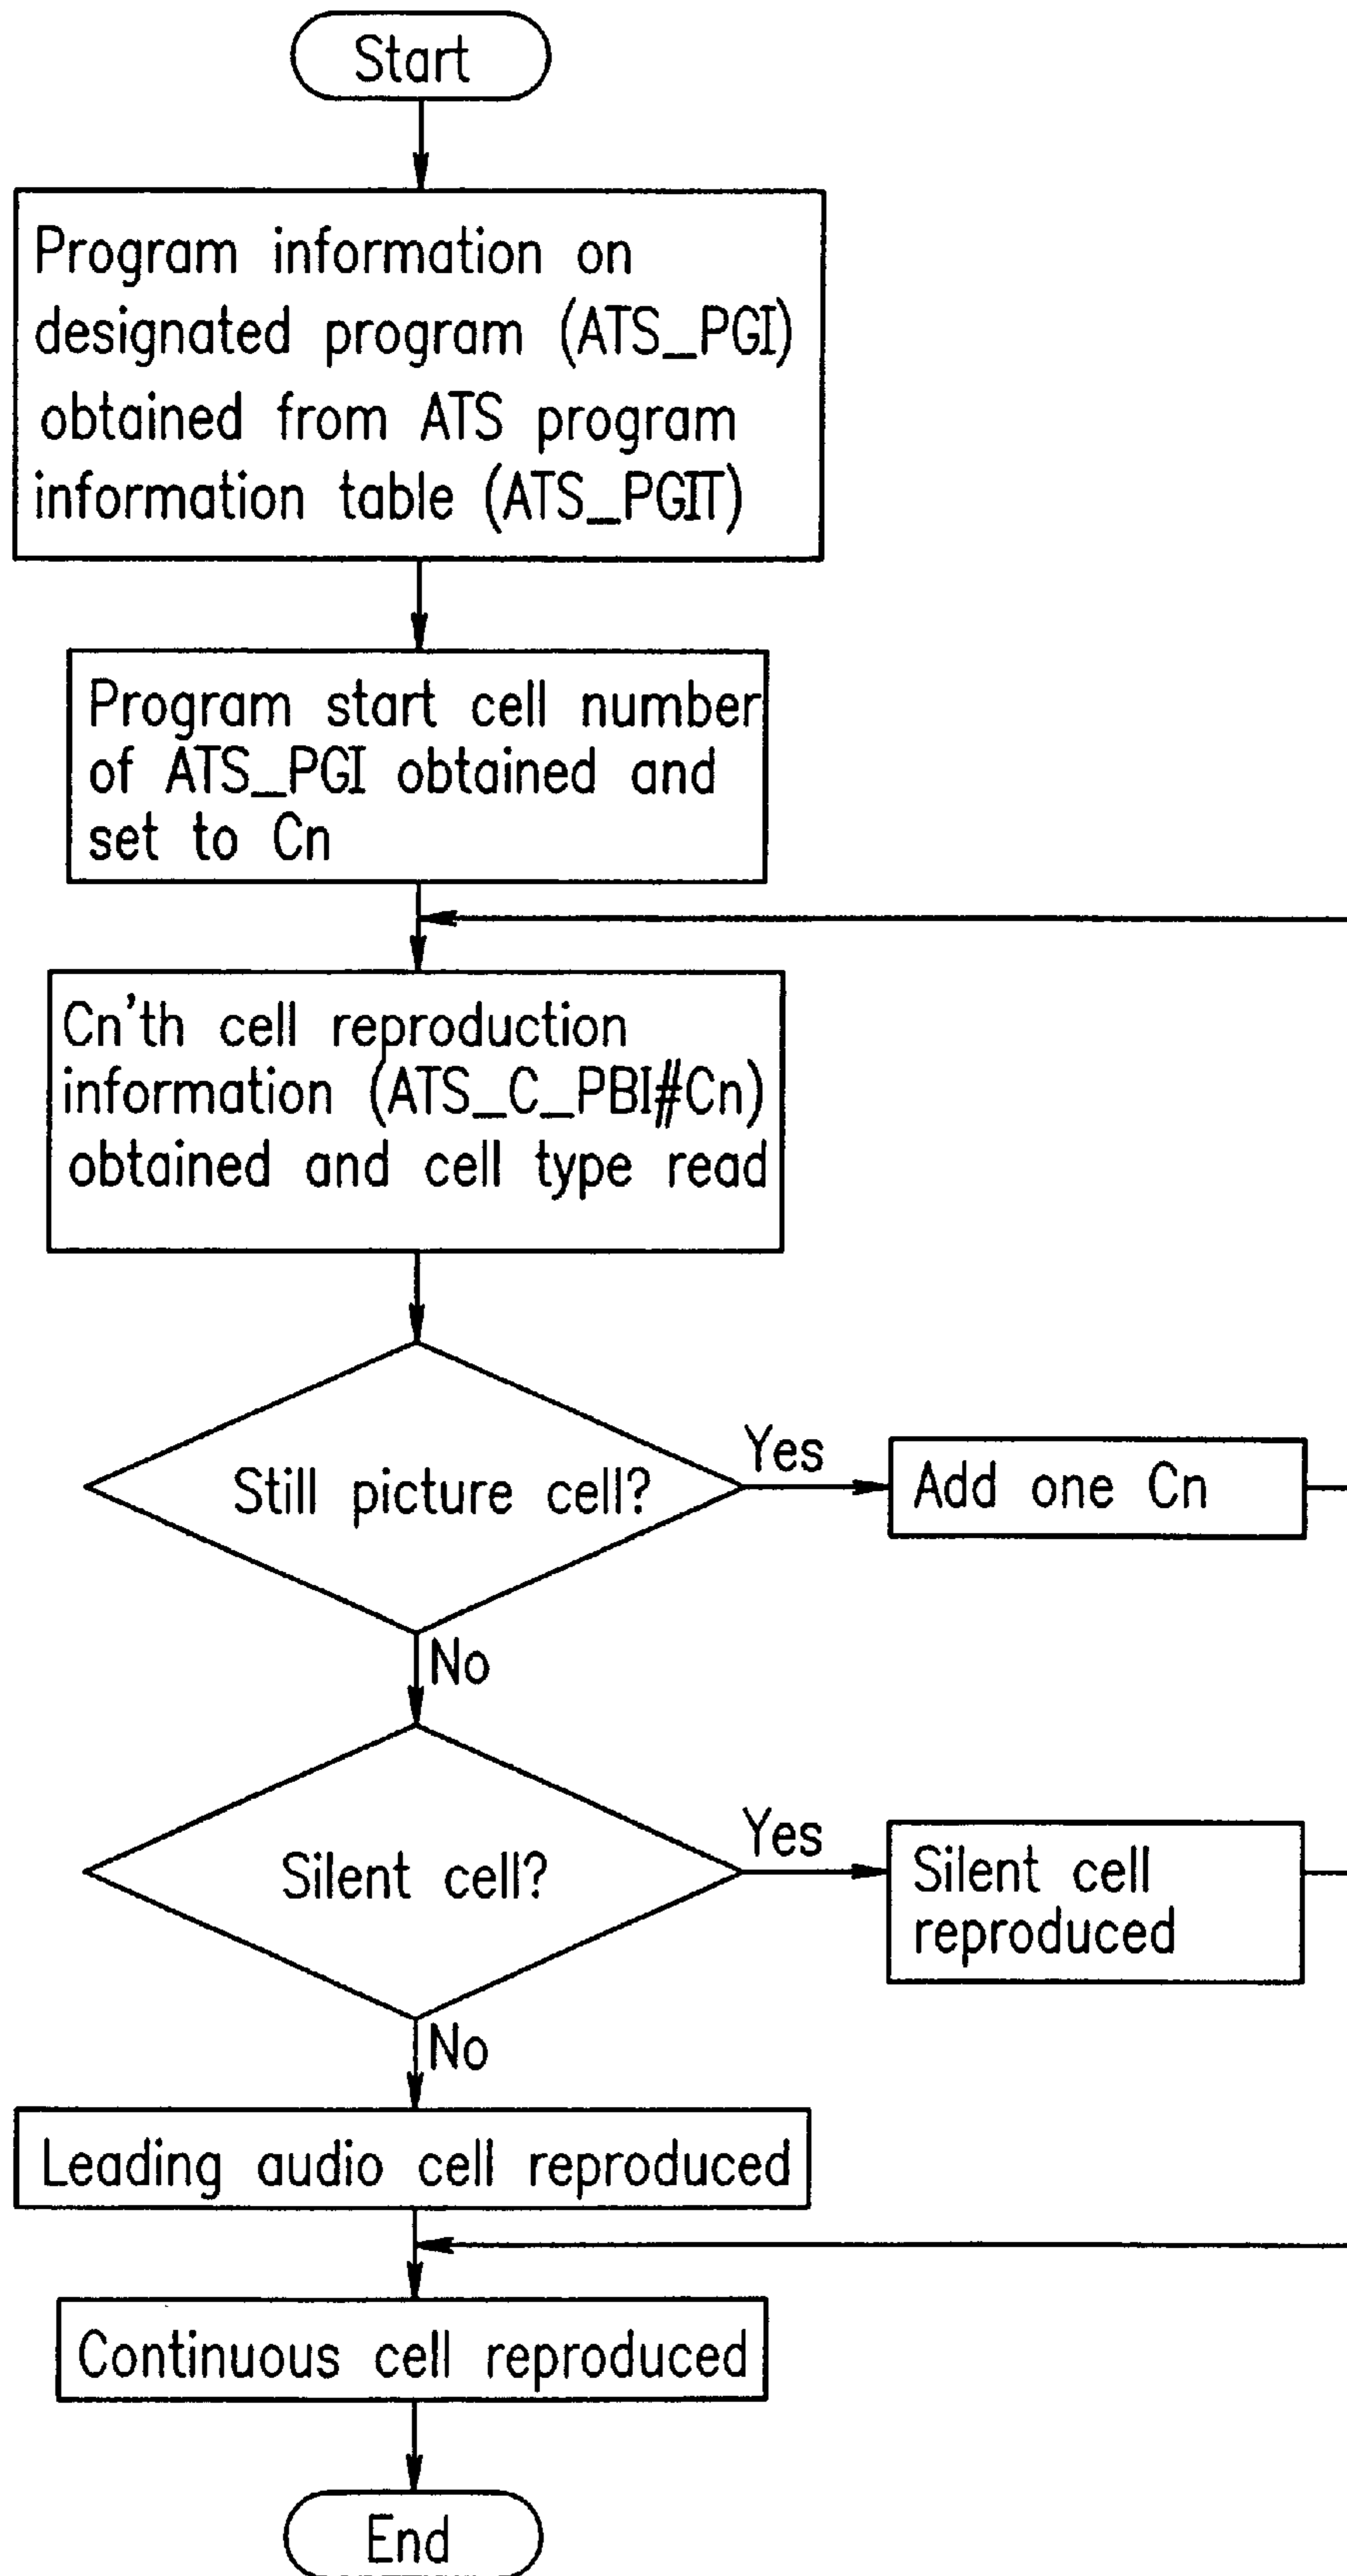 Start
Program information on
designated program (ATS_PGI)
obtained from ATS program
information table (ATS_PGIT)
Program start cell number
of ATS_PGI obtained and
set to Cn
Cn'th cell reproduction
information (ATS_C_PBI#Cn)
obtained and cell type read
Still picture cell?
Yes
Add one Cn
No
Silent cell?
Yes
Silent cell
reproduced
No
Leading audio cell reproduced
Continuous cell reproduced
End